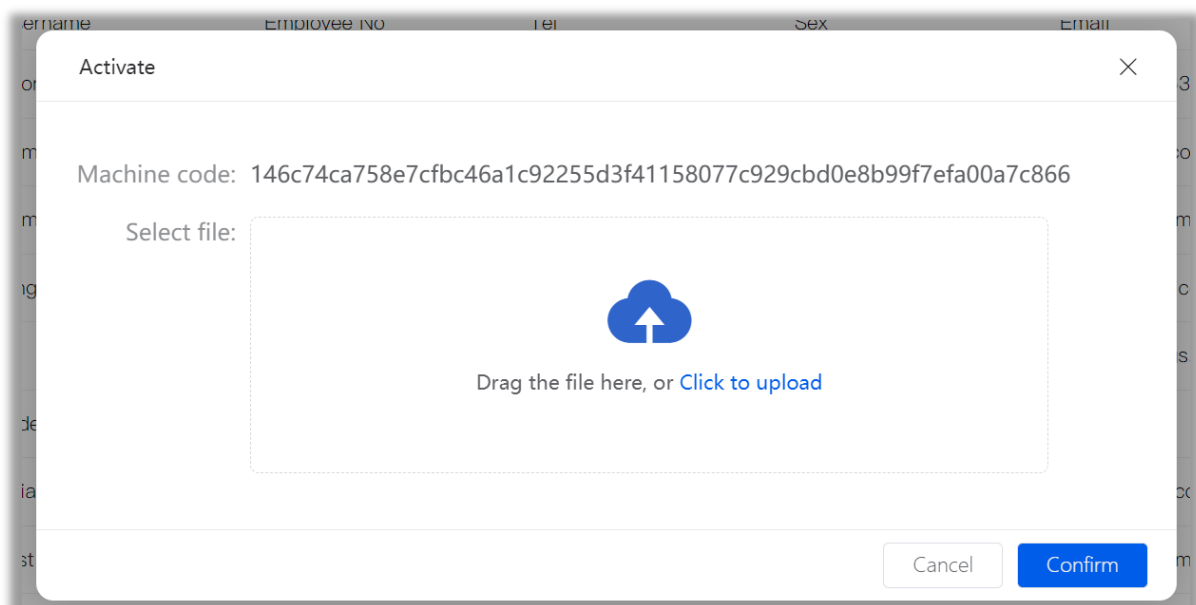 Employee No
Tel
Sex
Email
Activate
Machine code: 146c74ca758e7cfbc46a1c92255d3f41158077c929cbd0e8b99f7efa00a7c866
Select file:
Drag the file here, or Click to upload
Cancel
Confirm